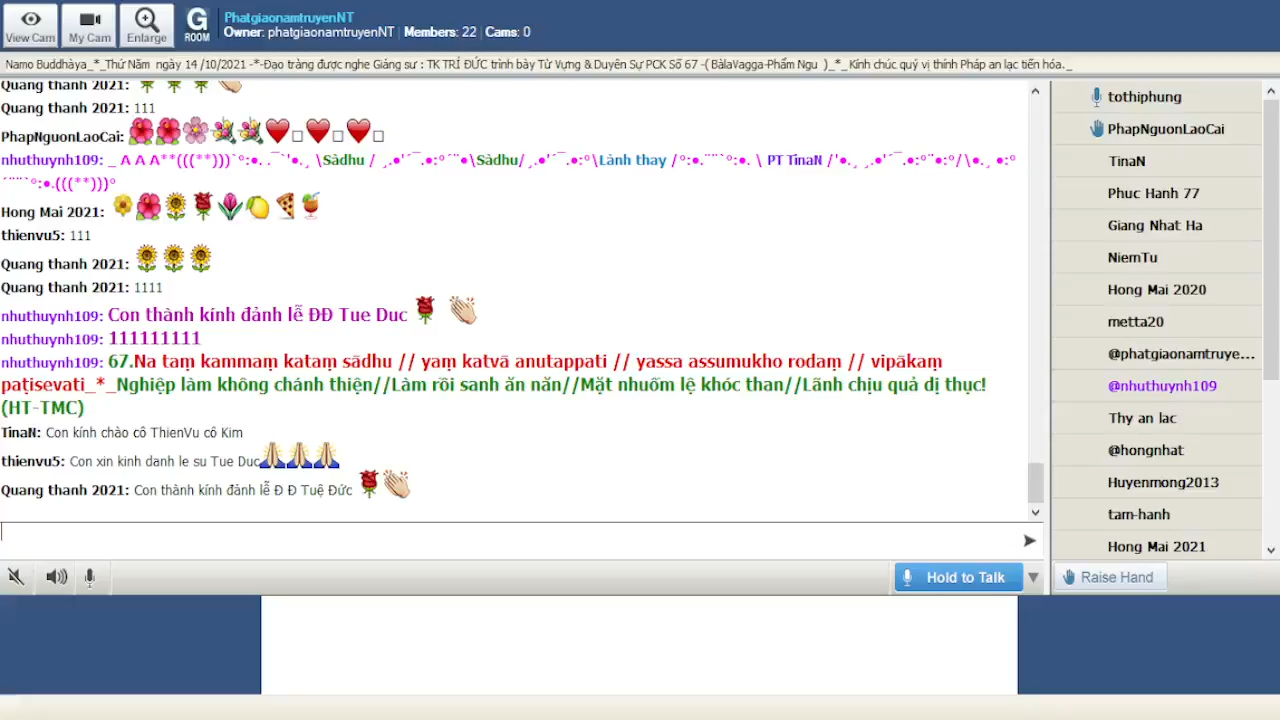 View Cam
My Cam
Enlarge
G
ROOM
PhatgiaonamtruyenNT
Owner: phatgiaonamtruyenNT | Members: 22 | Cams: 0
Namo Buddhàya_*_Thứ Năm ngày 14 /10/2021 -*-Đạo tràng được nghe Giảng sư : TK TRÍ ĐỨC trình bày Từ Vựng & Duyên Sự PCK Số 67 -( BàlaVagga-Phẩm Ngu )_*_ Kính chúc quý vị thính Pháp an lạc tiến hóa._
Quang thanh 2021:
Quang thanh 2021: 111
PhapNguonLaoCai:
nhuthuynh109: _ A A A**(((**)))`°:•. .¯`'•.¸ \Sādhu / ¸.•'´¯.•:°´¨•\Sādhu/¸.•'´¯.•:°\Lành thay /°:•.¨¨`°:•. \ PT TinaN /'•.¸ ¸.•'´¯.•:°¨•:°/\•.¸ •:°
´¨¨`°:•.(((**)))°
Hong Mai 2021:
thienvu5: 111
Quang thanh 2021:
Quang thanh 2021: 1111
nhuthuynh109: Con thành kính đảnh lễ ĐĐ Tue Duc
nhuthuynh109: 111111111
nhuthuynh109: 67.Na taṃ kammaṃ kataṃ sādhu // yaṃ katvā anutappati // yassa assumukho rodaṃ // vipākaṃ
paṭisevati_*_Nghiệp làm không chánh thiện//Làm rồi sanh ăn năn//Mặt nhuốm lệ khóc than//Lãnh chịu quả dị thục!
(HT-TMC)
TinaN: Con kính chào cô ThienVu cô Kim
thienvu5: Con xin kinh danh le su Tue Duc
Quang thanh 2021: Con thành kính đãnh lễ Đ Đ Tuệ Đức
Hold to Talk
tothiphung
PhapNguonLaoCai
TinaN
Phuc Hanh 77
Giang Nhat Ha
NiemTu
Hong Mai 2020
metta20
@phatgiaonamtruye...
@nhuthuynh109
Thy an lac
@hongnhat
Huyenmong2013
tam-hanh
Hong Mai 2021
Raise Hand